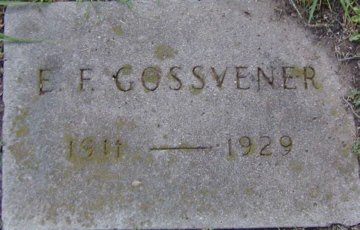 E. F. GOSSVENER
1911 — 1929